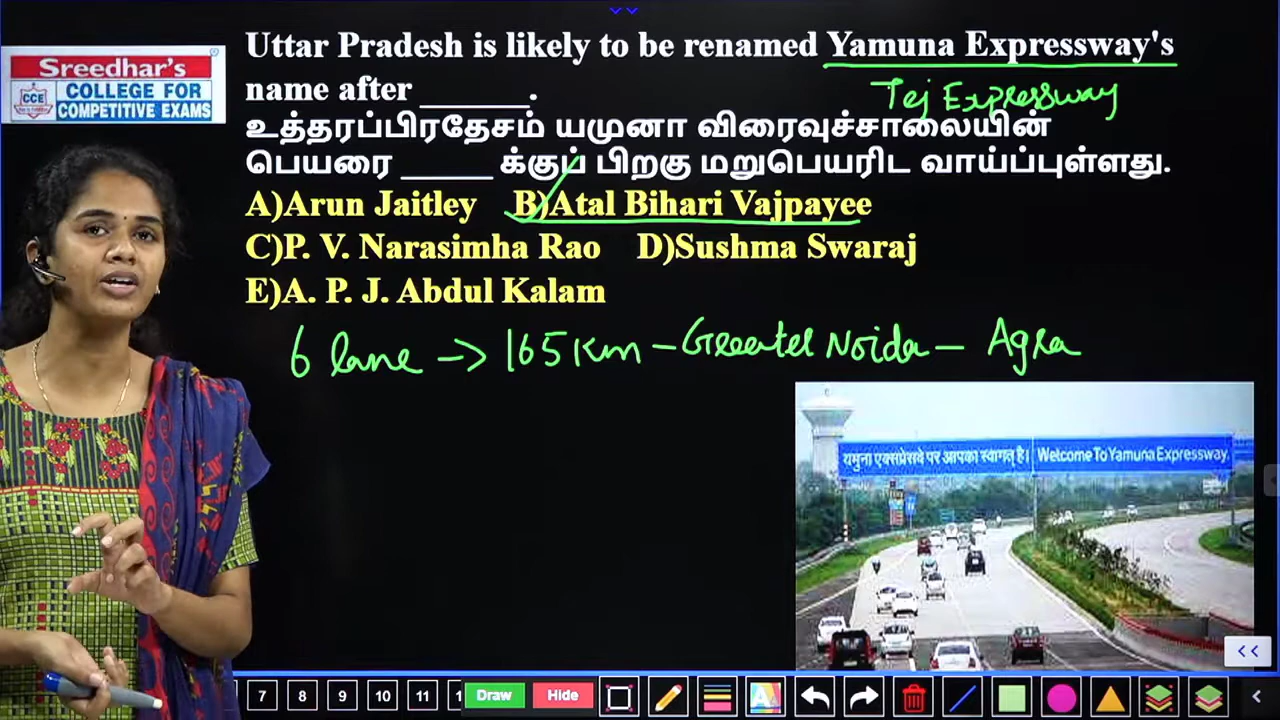 Sreedhar's
CCE
COLLEGE FOR
COMPETITIVE EXAMS
Uttar Pradesh is likely to be renamed Yamuna Expressway's
name after ______.
Tej Expressway
உத்தரப்பிரதேசம் யமுனா விரைவுச்சாலையின்
பெயரை _____ க்குப் பிறகு மறுபெயரிட வாய்ப்புள்ளது.
A)Arun Jaitley B)Atal Bihari Vajpayee
C)P. V. Narasimha Rao D)Sushma Swaraj
E)A. P. J. Abdul Kalam
6 lane -> 165 Km - Greater Noida - Agra
यमुना एक्सप्रेसवे पर आपका स्वागत है। Welcome To Yamuna Expressway.
7 8 9 10 11 1 Draw Hide